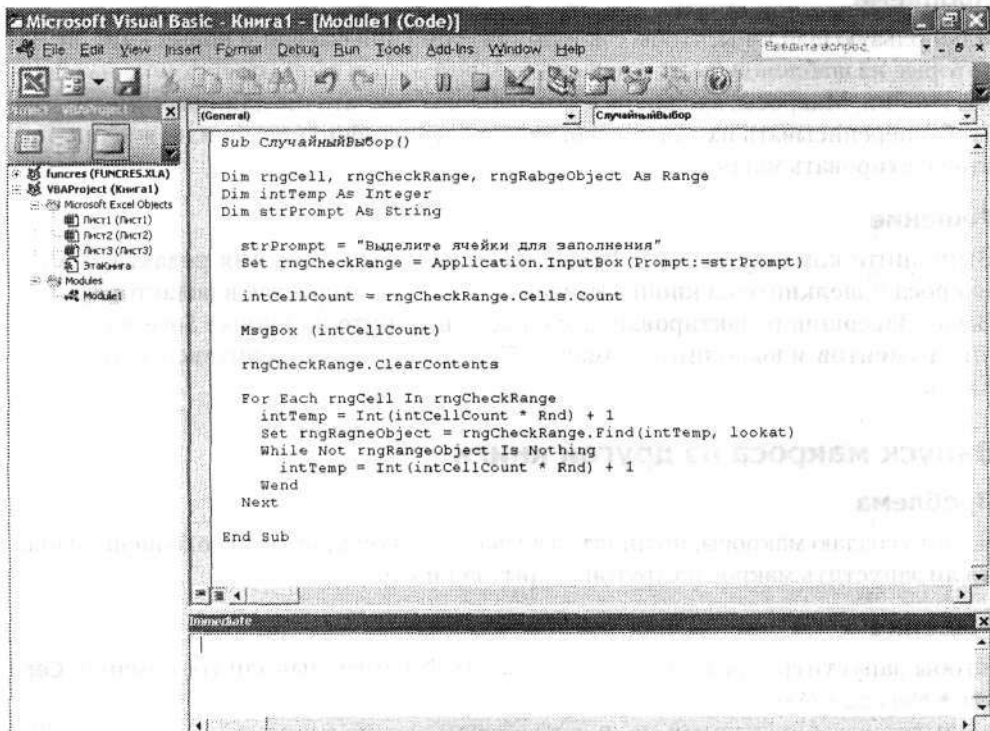 Microsoft Visual Basic - Книга1 - [Module1 (Code)]
File Edit View Insert Format Debug Run Tools Add-Ins Window Help
Введите вопрос
(General)
СлучайныйВыбор
funcres (FUNCRES.XLA)
VBAProject (Книга1)
Microsoft Excel Objects
Лист1 (Лист1)
Лист2 (Лист2)
Лист3 (Лист3)
ЭтаКнига
Modules
Module1
Sub СлучайныйВыбор()
Dim rngCell, rngCheckRange, rngRabgeObject As Range
Dim intTemp As Integer
Dim strPrompt As String
strPrompt = "Выделите ячейки для заполнения"
Set rngCheckRange = Application.InputBox(Prompt:=strPrompt,
intCellCount = rngCheckRange.Cells.Count
MsgBox (intCellCount)
rngCheckRange.ClearContents
For Each rngCell In rngCheckRange
intTemp = Int(intCellCount * Rnd) + 1
Set rngRagneObject = rngCheckRange.Find(intTemp, lookat)
While Not rngRangeObject Is Nothing
intTemp = Int(intCellCount * Rnd) + 1
Wend
Next
End Sub
Immediate